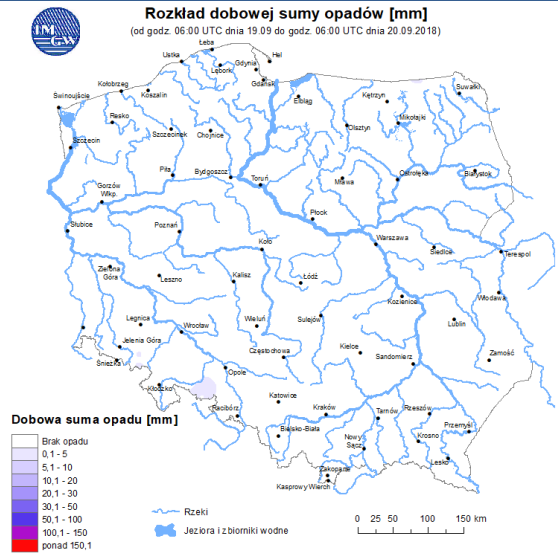 Rozkład dobowej sumy opadów [mm]
(od godz. 06:00 UTC dnia 19.09 do godz. 06:00 UTC dnia 20.09.2018)
IM
GW
Łeba
Ustka
Lębork
Hel
Gdynia
Gdańsk
Kołobrzeg
Koszalin
Świnoujście
Resko
Szczecinek
Chojnice
Elbląg
Kętrzyn
Suwałki
Mikołajki
Olsztyn
Szczecin
Piła
Bydgoszcz
Toruń
Mława
Ostrołęka
Białystok
Gorzów
Wlkp.
Płock
Słubice
Poznań
Koło
Warszawa
Siedlce
Terespol
Zielona
Góra
Leszno
Kalisz
Łódź
Kozienice
Włodawa
Legnica
Wrocław
Wieluń
Sulejów
Lublin
Jelenia Góra
Śnieżka
Częstochowa
Kielce
Sandomierz
Zamość
Kłodzko
Opole
Racibórz
Katowice
Kraków
Tarnów
Rzeszów
Bielsko-Biała
Nowy
Sącz
Krosno
Przemyśl
Lesko
Zakopane
Kasprowy Wierch
Dobowa suma opadu [mm]
Brak opadu
0,1 - 5
5,1 - 10
10,1 - 20
20,1 - 30
30,1 - 50
50,1 - 100
100,1 - 150
ponad 150,1
Rzeki
Jeziora i zbiorniki wodne
0 25 50 100 150 km